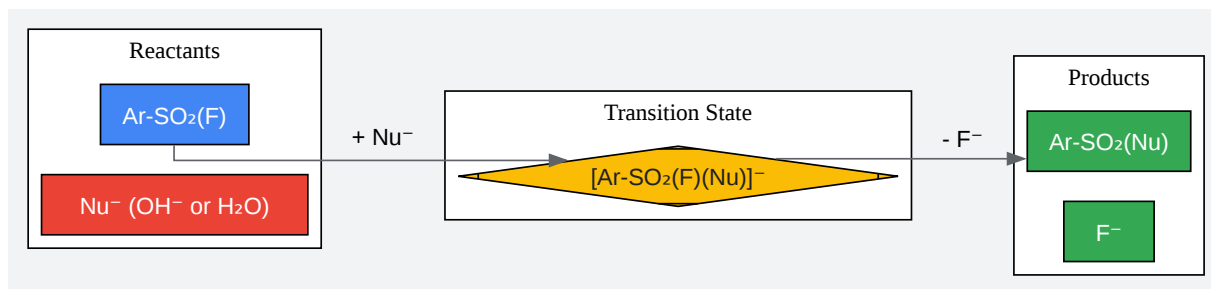 Reactants
Ar-SO₂(F)
Nu⁻ (OH⁻ or H₂O)
+ Nu⁻
Transition State
[Ar-SO₂(F)(Nu)]⁻
- F⁻
Products
Ar-SO₂(Nu)
F⁻